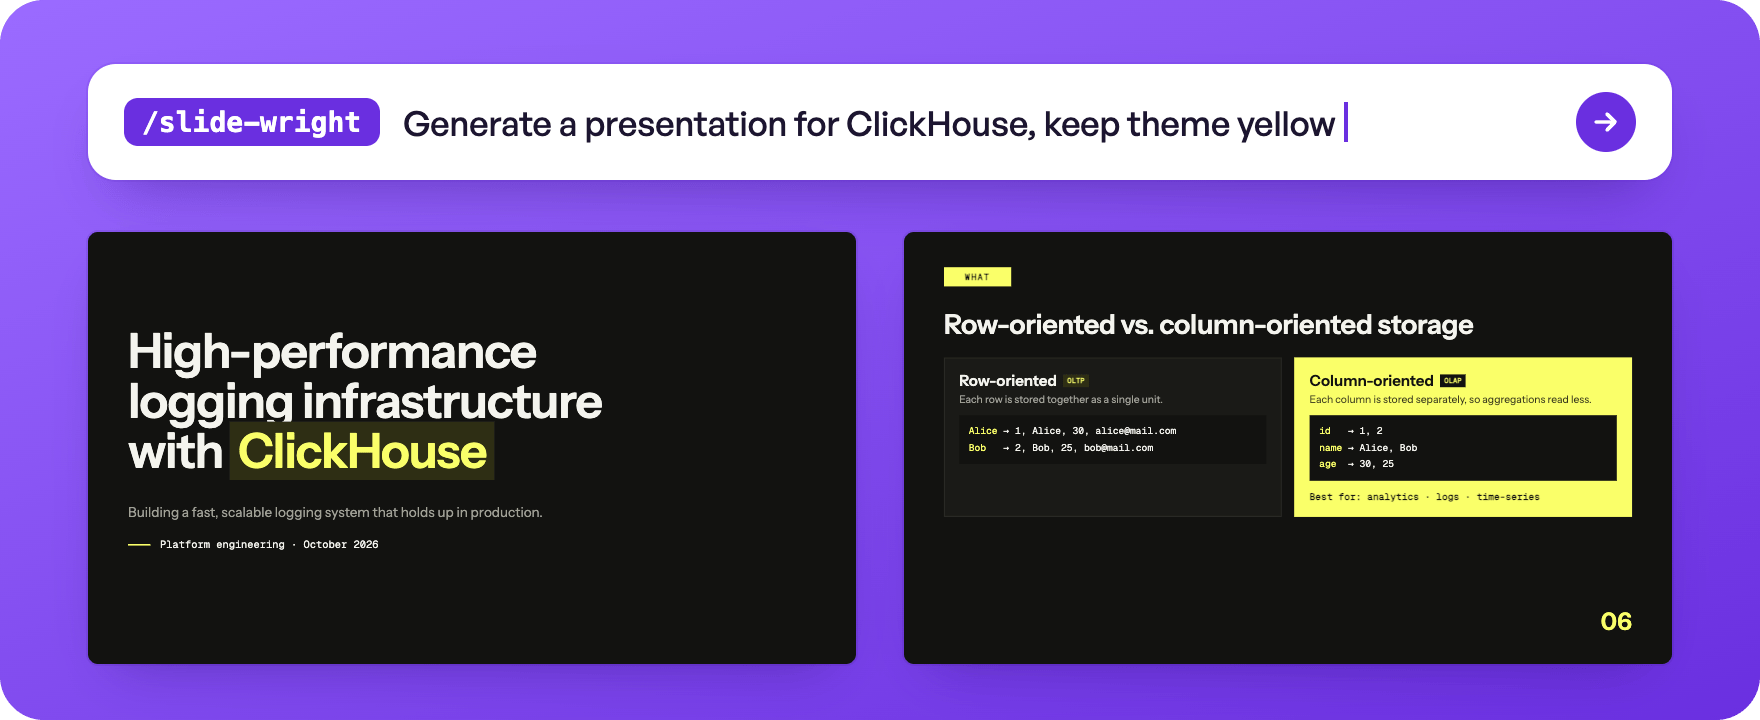 /slide-wright Generate a presentation for ClickHouse, keep theme yellow
High-performance
logging infrastructure
with ClickHouse
Building a fast, scalable logging system that holds up in production.
Platform engineering · October 2026
WHAT
Row-oriented vs. column-oriented storage
Row-oriented OLTP
Each row is stored together as a single unit.
Alice → 1, Alice, 30, alice@mail.com
Bob → 2, Bob, 25, bob@mail.com
Column-oriented OLAP
Each column is stored separately, so aggregations read less.
id → 1, 2
name → Alice, Bob
age → 30, 25
Best for: analytics · logs · time-series
06